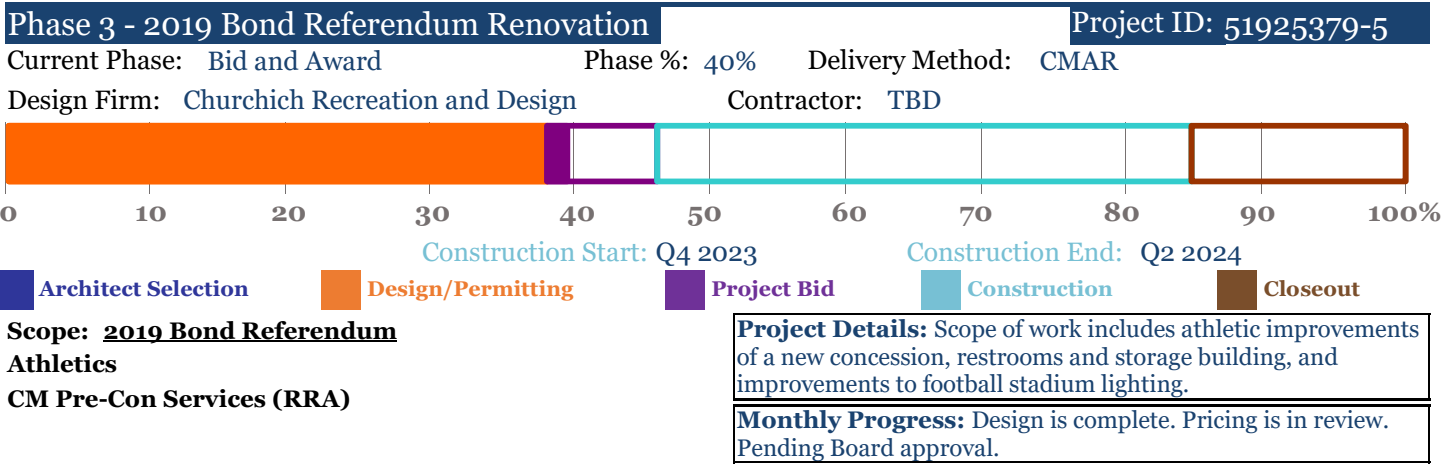 Phase 3 - 2019 Bond Referendum Renovation Project ID: 51925379-5
Current Phase: Bid and Award Phase %: 40% Delivery Method: CMAR
Design Firm: Churchich Recreation and Design Contractor: TBD
0 10 20 30 40 50 60 70 80 90 100%
Construction Start: Q4 2023 Construction End: Q2 2024
Architect Selection Design/Permitting Project Bid Construction Closeout
Scope: 2019 Bond Referendum
Athletics
CM Pre-Con Services (RRA)
Project Details: Scope of work includes athletic improvements
of a new concession, restrooms and storage building, and
improvements to football stadium lighting.
Monthly Progress: Design is complete. Pricing is in review.
Pending Board approval.